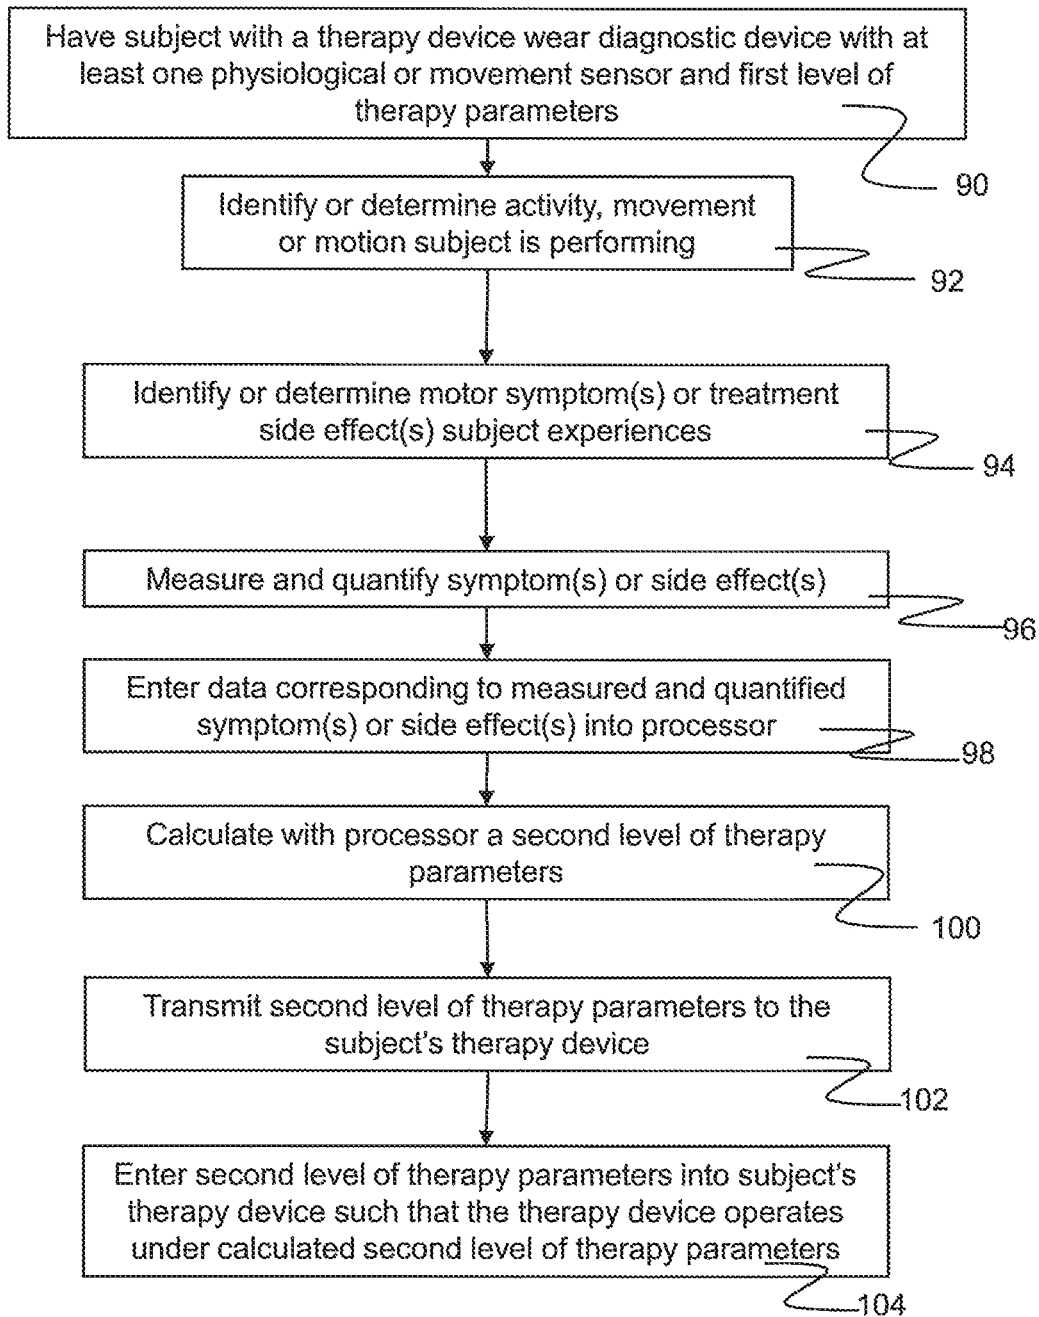 Have subject with a therapy device wear diagnostic device with at
least one physiological or movement sensor and first level of
therapy parameters
90
Identify or determine activity, movement
or motion subject is performing
92
Identify or determine motor symptom(s) or treatment
side effect(s) subject experiences
94
Measure and quantify symptom(s) or side effect(s)
96
Enter data corresponding to measured and quantified
symptom(s) or side effect(s) into processor
98
Calculate with processor a second level of therapy
parameters
100
Transmit second level of therapy parameters to the
subject's therapy device
102
Enter second level of therapy parameters into subject's
therapy device such that the therapy device operates
under calculated second level of therapy parameters
104